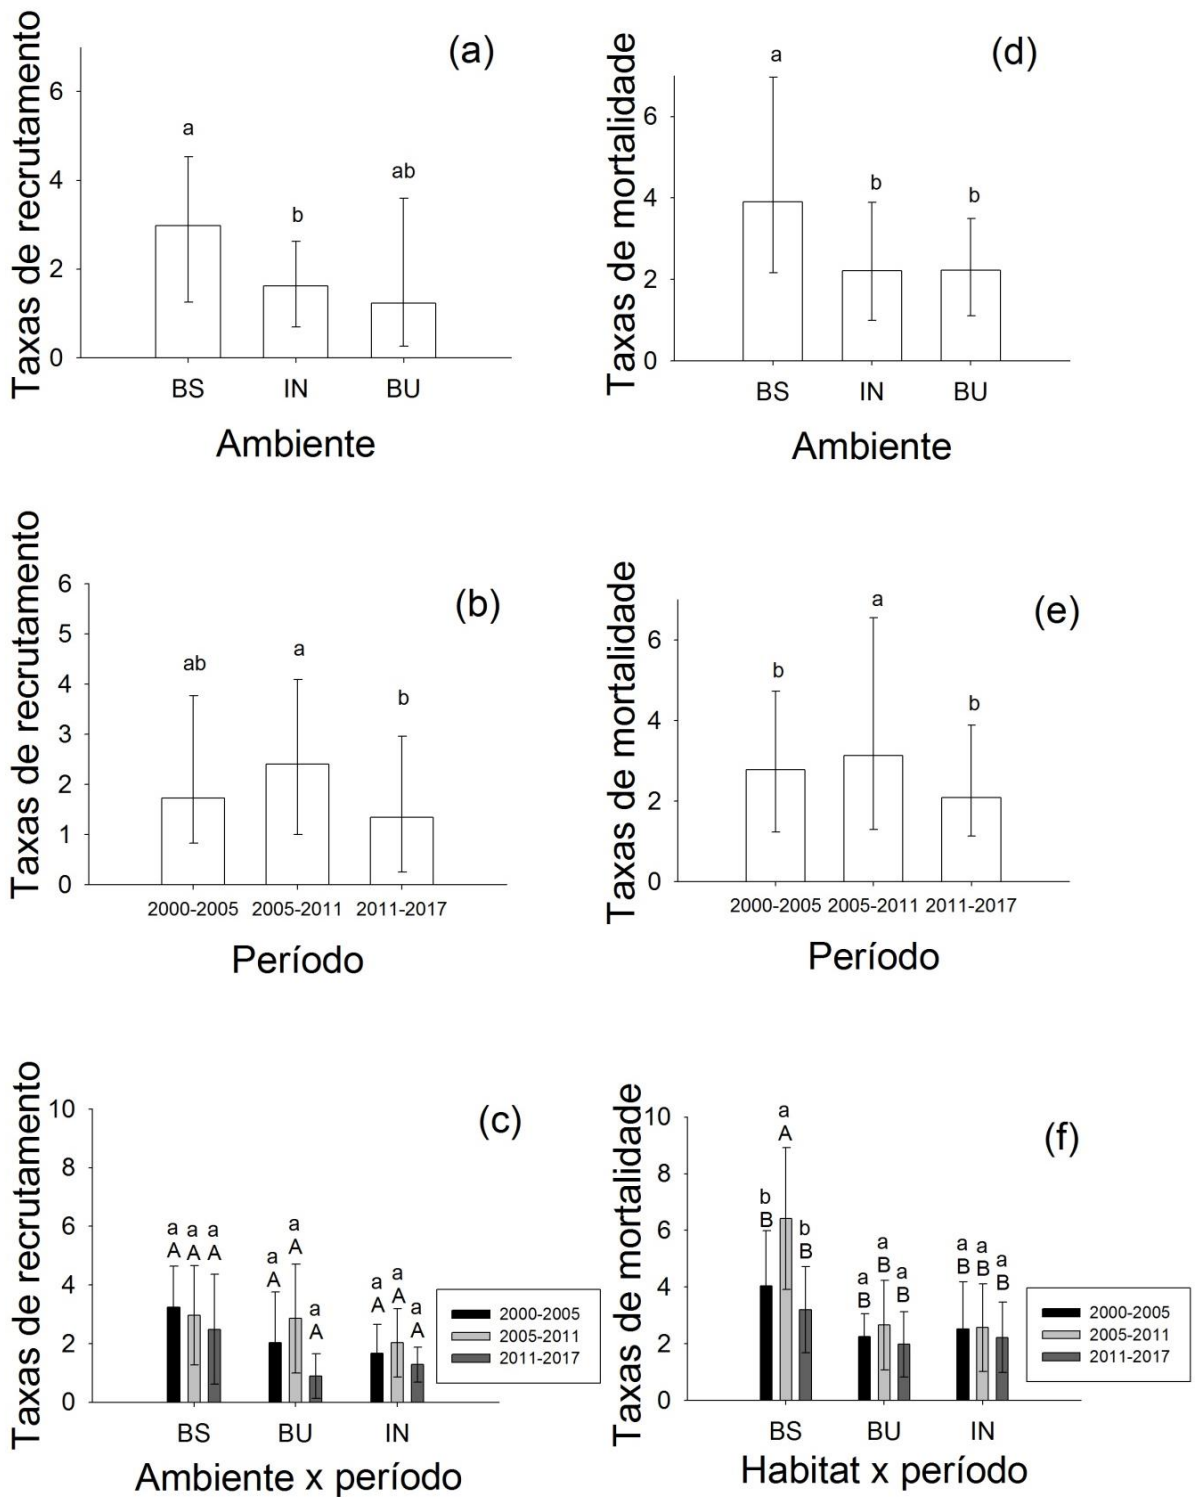 (a)
Taxas de recrutamento
6
4
2
0
a
b
ab
BS IN BU
Ambiente
(d)
Taxas de mortalidade
6
4
2
0
a
b
b
BS IN BU
Ambiente
(b)
Taxas de recrutamento
6
5
4
3
2
1
0
ab
a
b
2000-2005 2005-2011 2011-2017
Período
(e)
Taxas de mortalidade
6
4
2
0
b
a
b
2000-2005 2005-2011 2011-2017
Período
(c)
Taxas de recrutamento
10
8
6
4
2
0
a a a
A A A
a a a
A A A
a a a
A A A
2000-2005
2005-2011
2011-2017
BS BU IN
Ambiente x período
(f)
Taxas de mortalidade
10
8
6
4
2
0
b a b
B A B
a a a
B B B
a a a
B B B
2000-2005
2005-2011
2011-2017
BS BU IN
Habitat x período